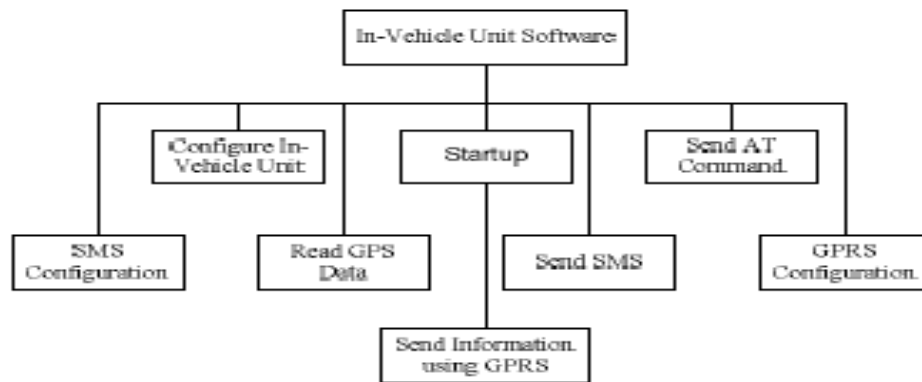 In-Vehicle Unit Software
Configure In-
Vehicle Unit
Startup
Send AT
Command
SMS
Configuration
Read GPS
Data
Send SMS
GPRS
Configuration
Send Information
using GPRS